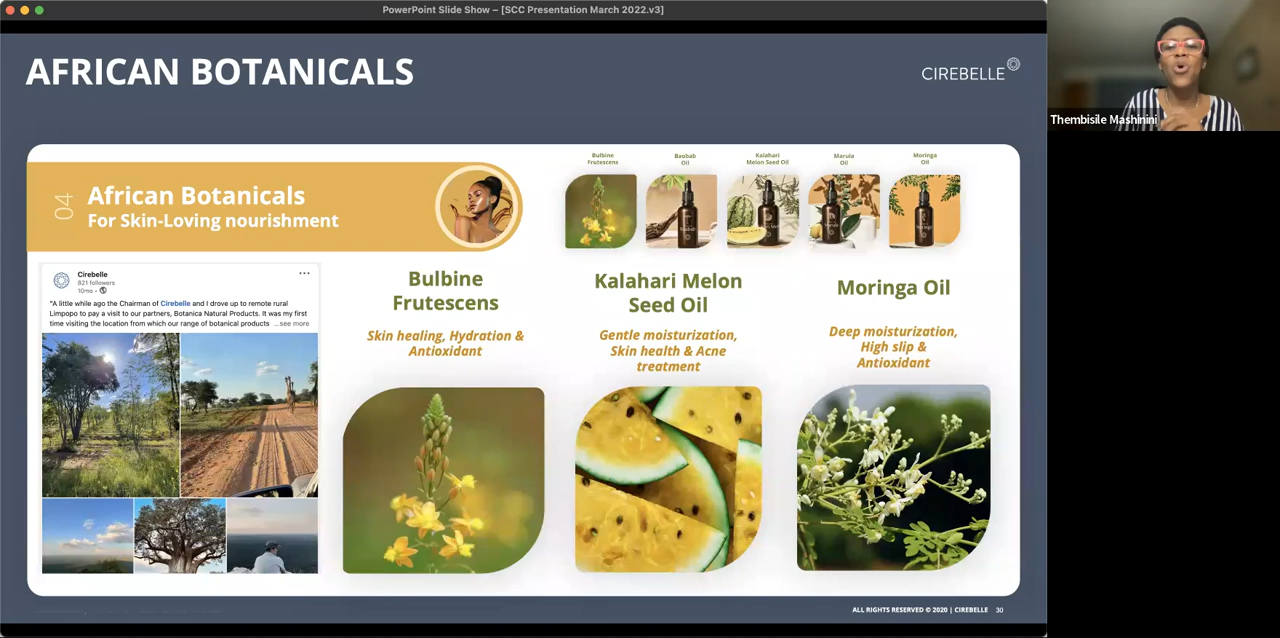 PowerPoint Slide Show – [SCC Presentation March 2022.v3]
AFRICAN BOTANICALS
CIREBELLE
Thembisile Mashinini
04
African Botanicals
For Skin-Loving nourishment
Bulbine
Frutescens
Baobab
Oil
Kalahari
Melon Seed Oil
Marula
Oil
Moringa
Oil
Cirebelle
821 followers
10mo •
"A little while ago the Chairman of Cirebelle and I drove up to remote rural
Limpopo to pay a visit to our partners, Botanica Natural Products. It was my first
time visiting the location from which our range of botanical products ...see more
Bulbine
Frutescens
Skin healing, Hydration &
Antioxidant
Kalahari Melon
Seed Oil
Gentle moisturization,
Skin health & Acne
treatment
Moringa Oil
Deep moisturization,
High slip &
Antioxidant
ALL RIGHTS RESERVED © 2020 | CIREBELLE 30